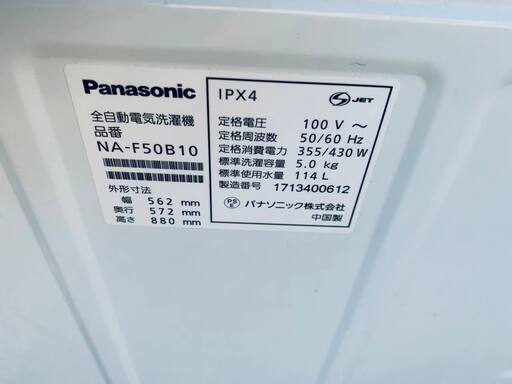 Panasonic
全自動電気洗濯機
品番
NA-F50B10
外形寸法
幅 562 mm
奥行 572 mm
高さ 880 mm
IPX4
S JET
定格電圧 100 V ～
定格周波数 50/60 Hz
定格消費電力 355/430 W
標準洗濯容量 5.0 kg
標準使用水量 114 L
製造番号 1713400612
PS E パナソニック株式会社
中国製